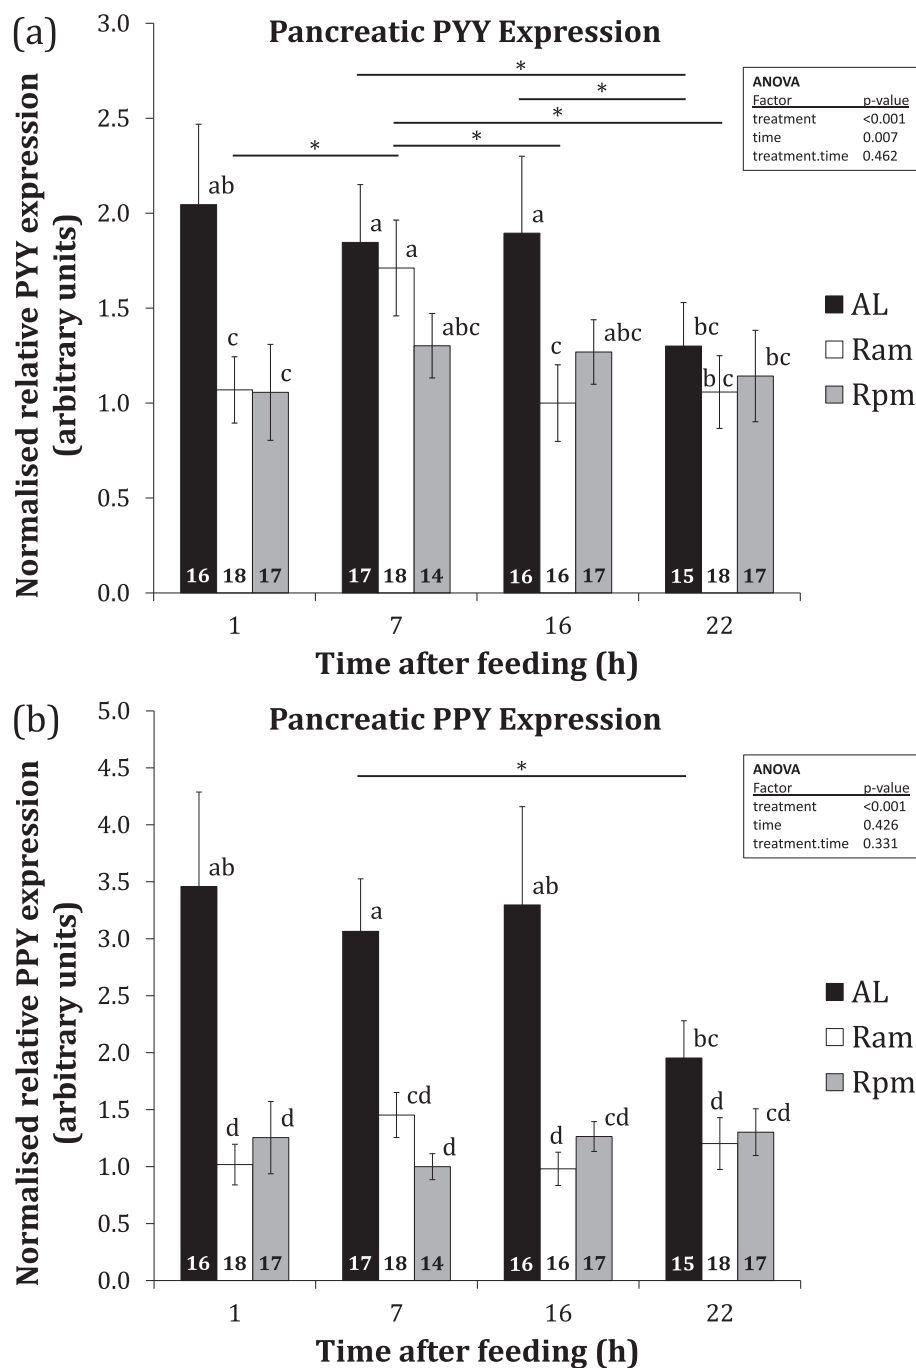 (a)
Pancreatic PYY Expression
Normalised relative PYY expression
(arbitrary units)
3.0
2.5
2.0
1.5
1.0
0.5
0.0
*
*
*
*
*
ANOVA
Factor p-value
treatment <0.001
time 0.007
treatment.time 0.462
ab c c
a a abc
a c abc
bc bc bc
16 18 17 17 18 14 16 16 17 15 18 17
1 7 16 22
Time after feeding (h)
AL
Ram
Rpm
(b)
Pancreatic PPY Expression
Normalised relative PPY expression
(arbitrary units)
5.0
4.5
4.0
3.5
3.0
2.5
2.0
1.5
1.0
0.5
0.0
*
ANOVA
Factor p-value
treatment <0.001
time 0.426
treatment.time 0.331
ab d d
a cd d
ab d cd
bc d cd
16 18 17 17 18 14 16 16 17 15 18 17
1 7 16 22
Time after feeding (h)
AL
Ram
Rpm